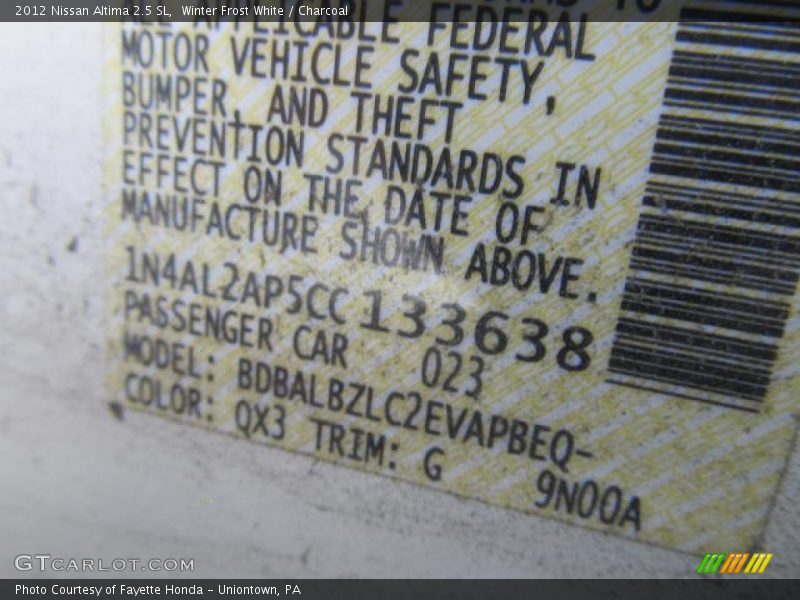 2012 Nissan Altima 2.5 SL, Winter Frost White / Charcoal
APPLICABLE FEDERAL
MOTOR VEHICLE SAFETY,
BUMPER, AND THEFT
PREVENTION STANDARDS IN
EFFECT ON THE DATE OF
MANUFACTURE SHOWN ABOVE.
1N4AL2AP5CC133638
PASSENGER CAR 023
MODEL: BDBALBZLC2EVAPBEQ-
COLOR: QX3 TRIM: G 9N00A
GTCARLOT.COM
Photo Courtesy of Fayette Honda - Uniontown, PA